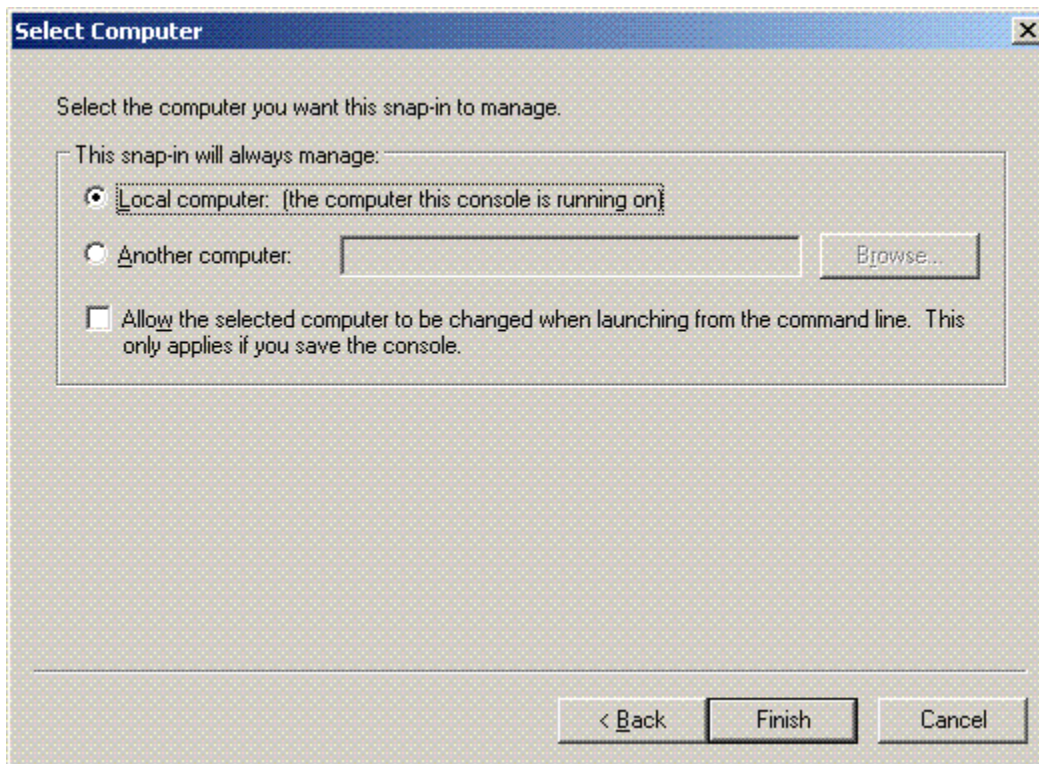 Select Computer
Select the computer you want this snap-in to manage.
This snap-in will always manage:
Local computer:  (the computer this console is running on)
Another computer:
Browse...
Allow the selected computer to be changed when launching from the command line.  This
only applies if you save the console.
< Back
Finish
Cancel